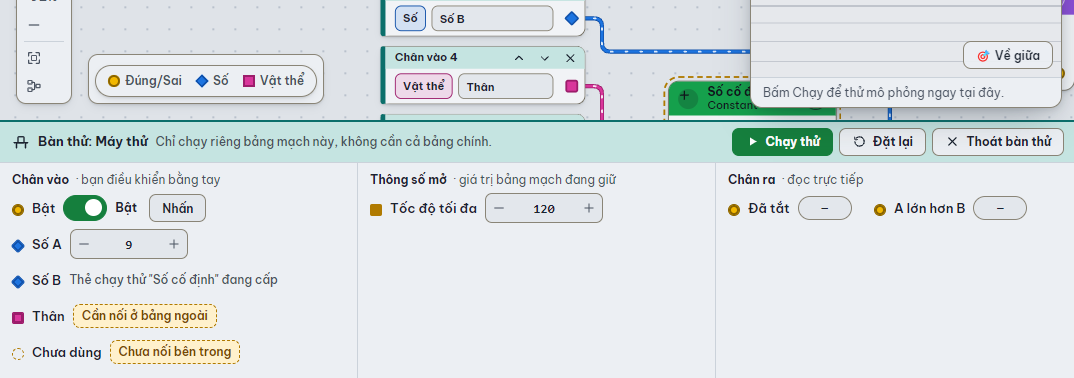 Số Số B
Chân vào 4
Vật thể Thân
Đúng/Sai Số Vật thể
Số cố
Constan
Về giữa
Bấm Chạy để thử mô phỏng ngay tại đây.
Bàn thử: Máy thử Chỉ chạy riêng bảng mạch này, không cần cả bảng chính.
Chạy thử Đặt lại Thoát bàn thử
Chân vào · bạn điều khiển bằng tay
Bật Bật Nhấn
Số A − 9 +
Số B Thẻ chạy thử "Số cố định" đang cấp
Thân Cần nối ở bảng ngoài
Chưa dùng Chưa nối bên trong
Thông số mở · giá trị bảng mạch đang giữ
Tốc độ tối đa − 120 +
Chân ra · đọc trực tiếp
Đã tắt – A lớn hơn B –